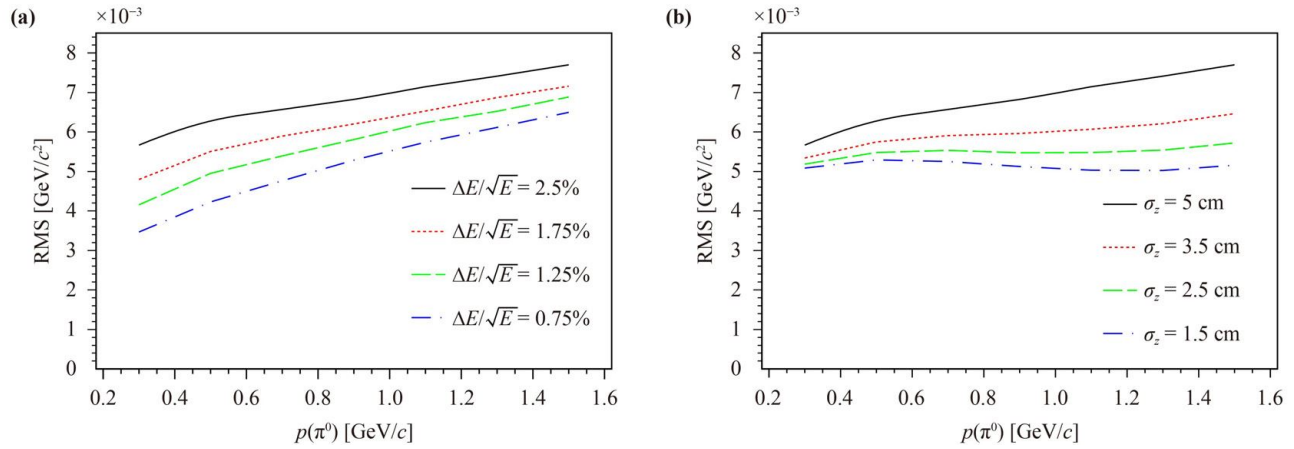 (a)
×10⁻³
RMS [GeV/c²]
8
7
6
5
4
3
2
1
0
ΔE/√E = 2.5%
ΔE/√E = 1.75%
ΔE/√E = 1.25%
ΔE/√E = 0.75%
0.2 0.4 0.6 0.8 1.0 1.2 1.4 1.6
p(π⁰) [GeV/c]
(b)
×10⁻³
RMS [GeV/c²]
8
7
6
5
4
3
2
1
0
σz = 5 cm
σz = 3.5 cm
σz = 2.5 cm
σz = 1.5 cm
0.2 0.4 0.6 0.8 1.0 1.2 1.4 1.6
p(π⁰) [GeV/c]